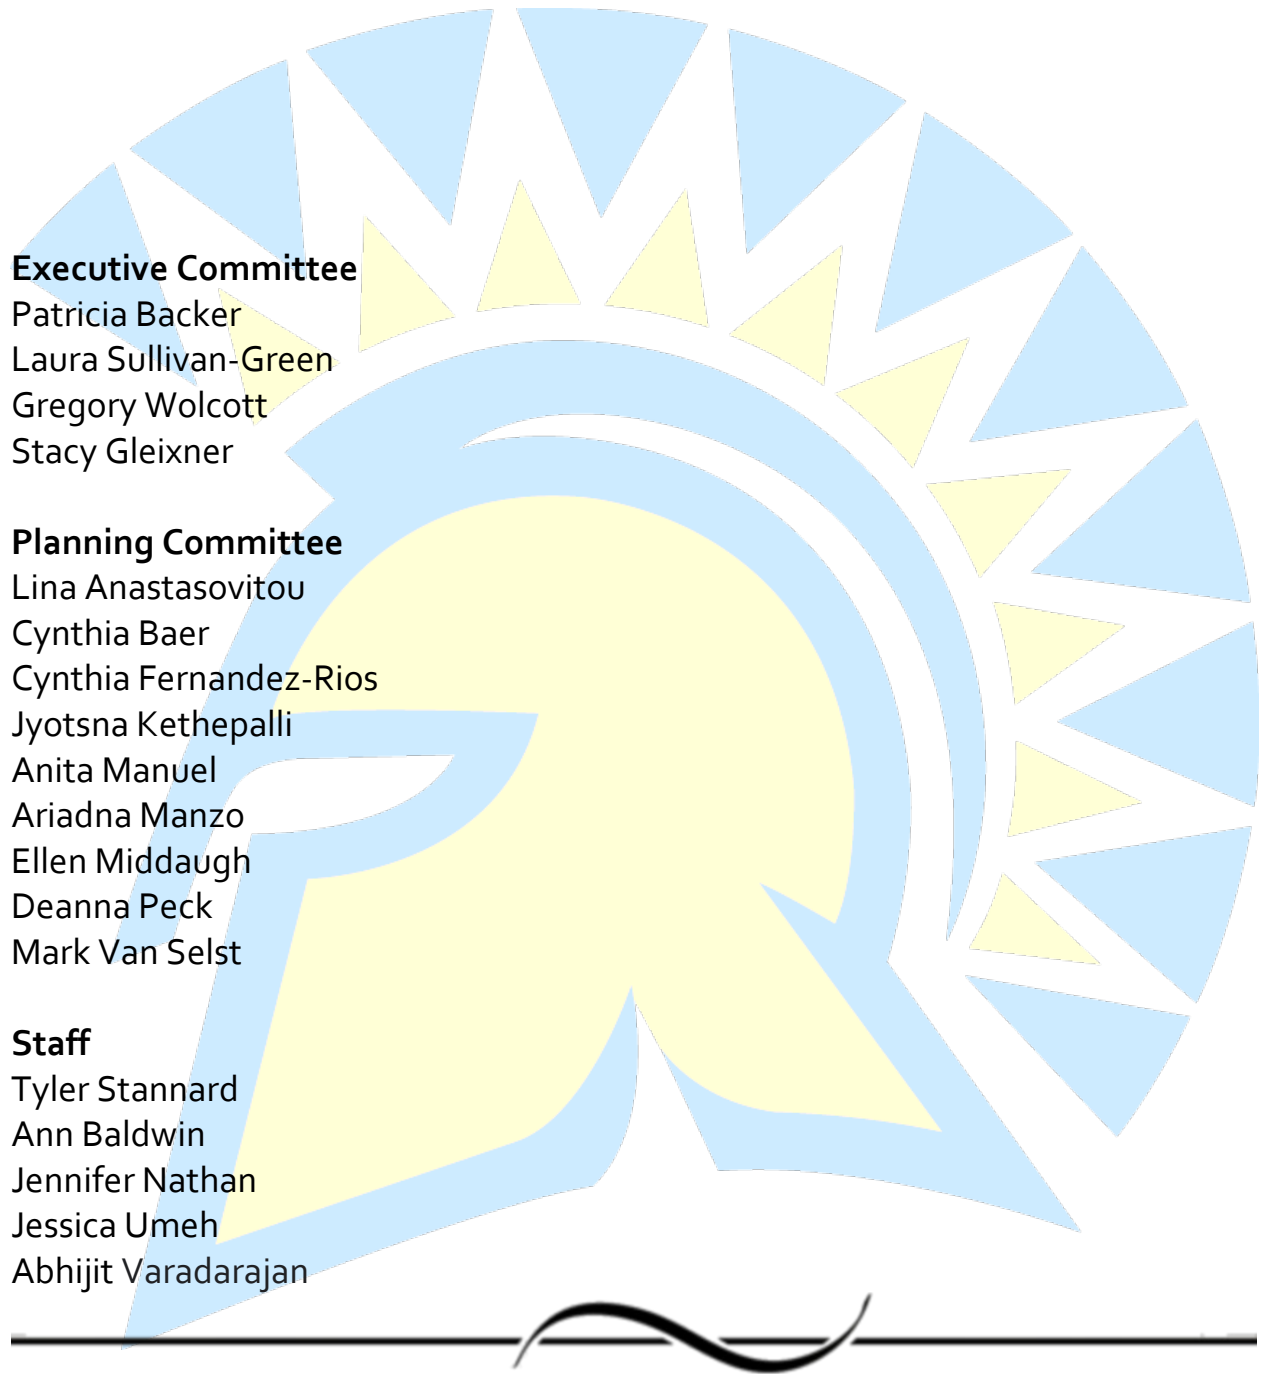 Executive Committee
Patricia Backer
Laura Sullivan-Green
Gregory Wolcott
Stacy Gleixner
Planning Committee
Lina Anastasovitou
Cynthia Baer
Cynthia Fernandez-Rios
Jyotsna Kethepalli
Anita Manuel
Ariadna Manzo
Ellen Middaugh
Deanna Peck
Mark Van Selst
Staff
Tyler Stannard
Ann Baldwin
Jennifer Nathan
Jessica Umeh
Abhijit Varadarajan